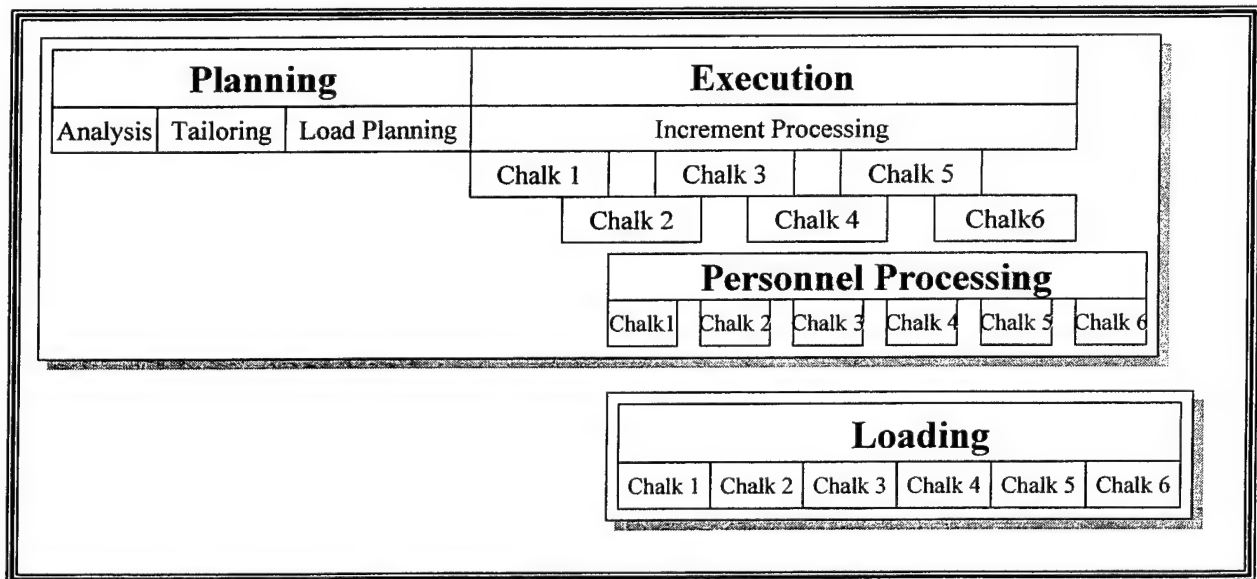 Planning Execution
Analysis Tailoring Load Planning Increment Processing
Chalk 1 Chalk 3 Chalk 5
Chalk 2 Chalk 4 Chalk6
Personnel Processing
Chalk1 Chalk 2 Chalk 3 Chalk 4 Chalk 5 Chalk 6
Loading
Chalk 1 Chalk 2 Chalk 3 Chalk 4 Chalk 5 Chalk 6